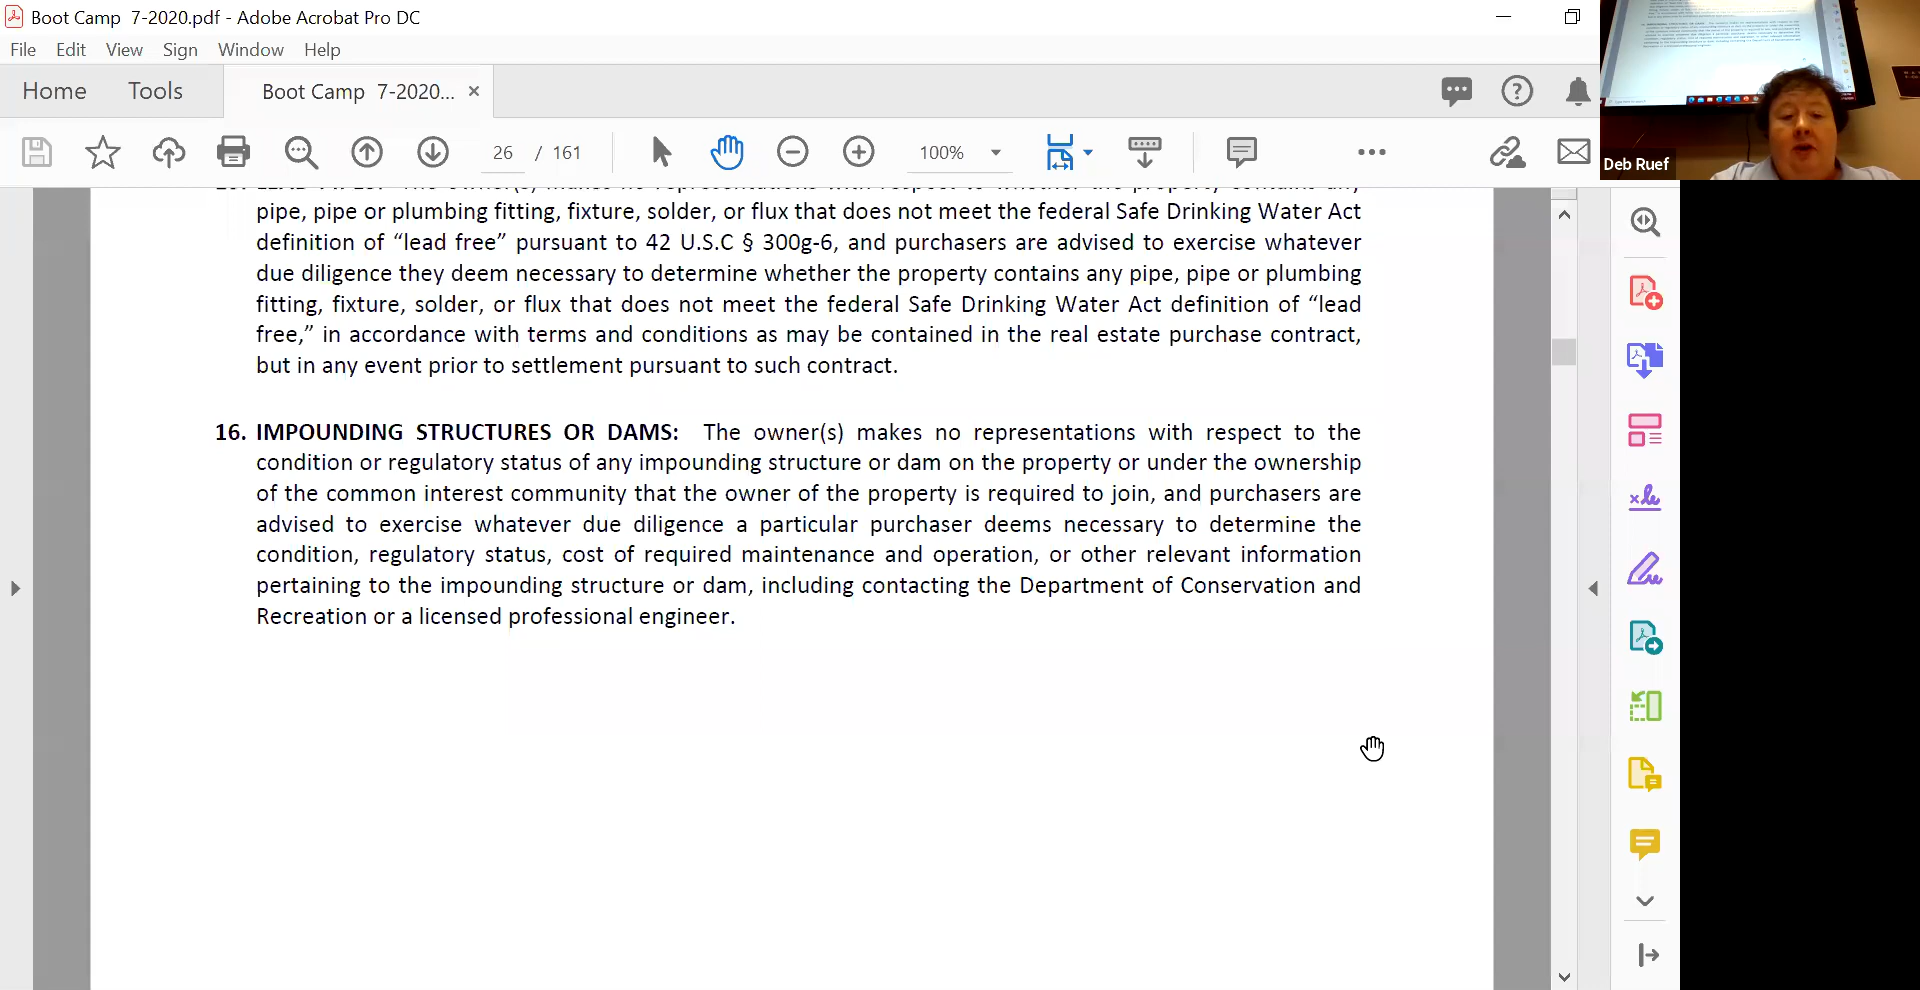 Boot Camp 7-2020.pdf - Adobe Acrobat Pro DC
File Edit View Sign Window Help
Home Tools Boot Camp 7-2020... ×
26 / 161 100%
Deb Ruef
pipe, pipe or plumbing fitting, fixture, solder, or flux that does not meet the federal Safe Drinking Water Act
definition of “lead free” pursuant to 42 U.S.C § 300g-6, and purchasers are advised to exercise whatever
due diligence they deem necessary to determine whether the property contains any pipe, pipe or plumbing
fitting, fixture, solder, or flux that does not meet the federal Safe Drinking Water Act definition of “lead
free,” in accordance with terms and conditions as may be contained in the real estate purchase contract,
but in any event prior to settlement pursuant to such contract.
16. IMPOUNDING STRUCTURES OR DAMS: The owner(s) makes no representations with respect to the
condition or regulatory status of any impounding structure or dam on the property or under the ownership
of the common interest community that the owner of the property is required to join, and purchasers are
advised to exercise whatever due diligence a particular purchaser deems necessary to determine the
condition, regulatory status, cost of required maintenance and operation, or other relevant information
pertaining to the impounding structure or dam, including contacting the Department of Conservation and
Recreation or a licensed professional engineer.